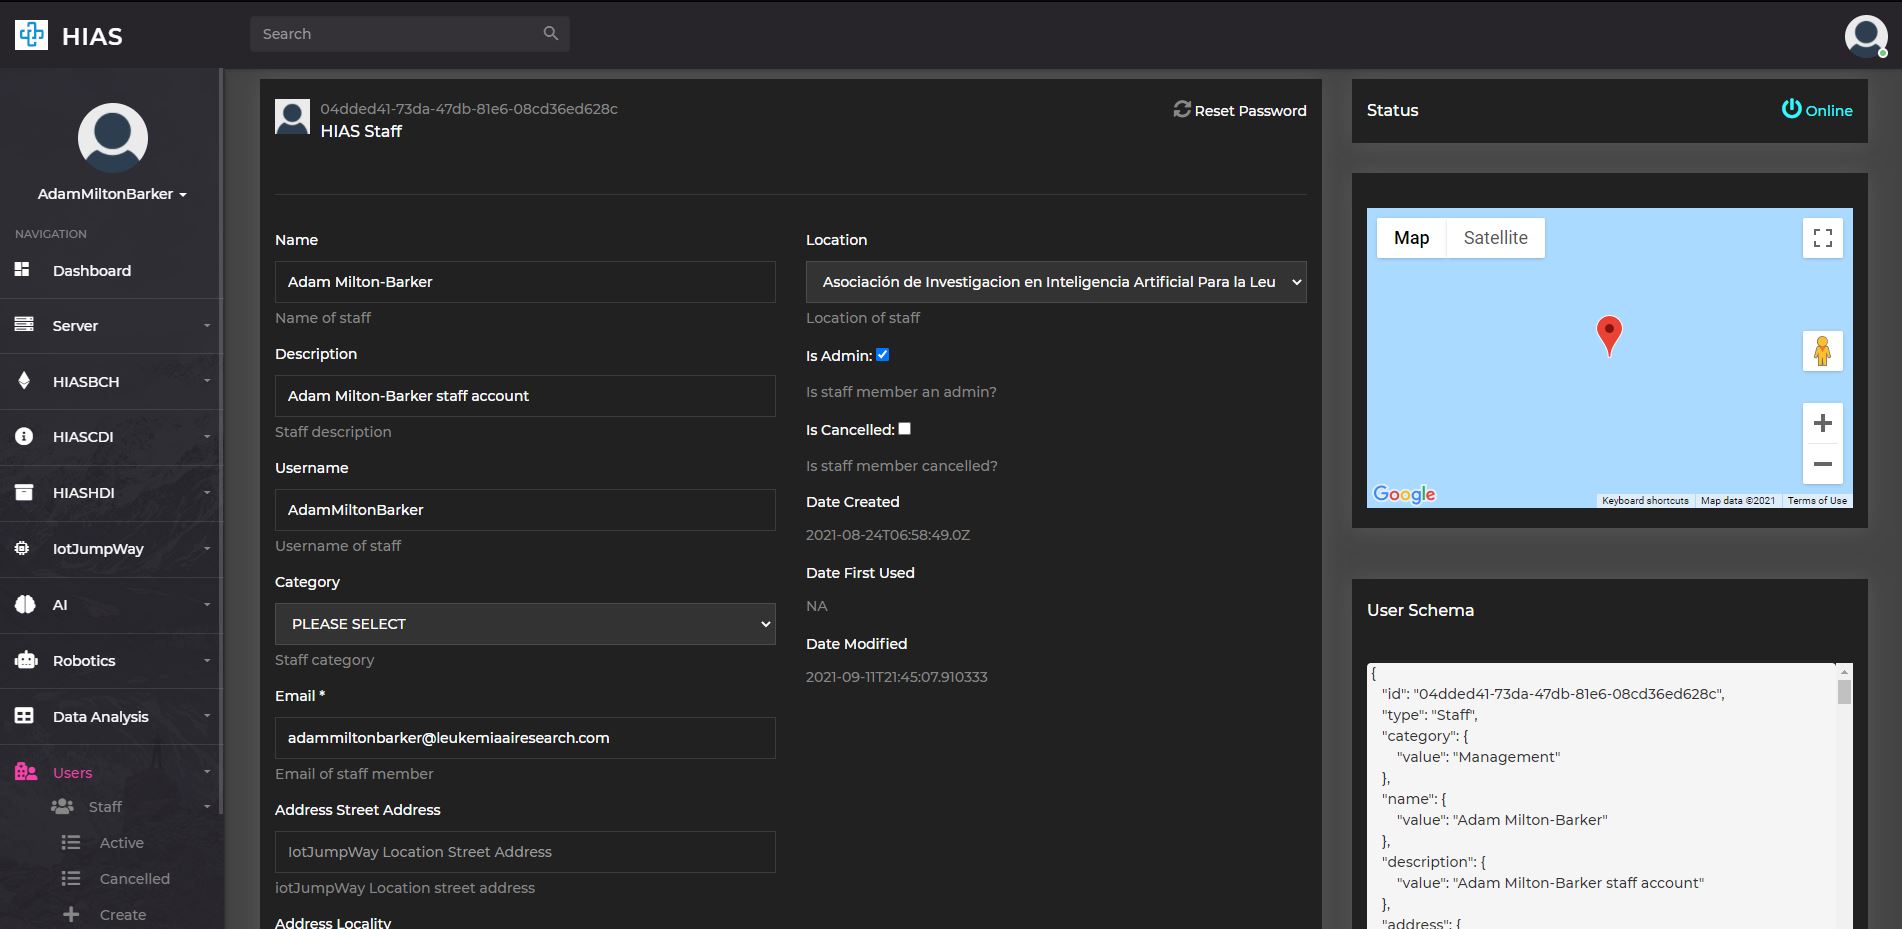 HIAS
Search
AdamMiltonBarker
NAVIGATION
Dashboard
Server
HIASBCH
HIASCDI
HIASHDI
IotJumpWay
AI
Robotics
Data Analysis
Users
Staff
Active
Cancelled
Create
04dded41-73da-47db-81e6-08cd36ed628c
HIAS Staff
Reset Password
Name
Adam Milton-Barker
Name of staff
Description
Adam Milton-Barker staff account
Staff description
Username
AdamMiltonBarker
Username of staff
Category
PLEASE SELECT
Staff category
Email *
adammiltonbarker@leukemiaairesearch.com
Email of staff member
Address Street Address
IotJumpWay Location Street Address
iotJumpWay Location street address
Address Locality
Location
Asociación de Investigacion en Inteligencia Artificial Para la Leu
Location of staff
Is Admin:
Is staff member an admin?
Is Cancelled:
Is staff member cancelled?
Date Created
2021-08-24T06:58:49.0Z
Date First Used
NA
Date Modified
2021-09-11T21:45:07.910333
Status
Online
Map
Satellite
Google
Keyboard shortcuts
Map data ©2021
Terms of Use
User Schema
{
"id": "04dded41-73da-47db-81e6-08cd36ed628c",
"type": "Staff",
"category": {
"value": "Management"
},
"name": {
"value": "Adam Milton-Barker"
},
"description": {
"value": "Adam Milton-Barker staff account"
},
"address": {